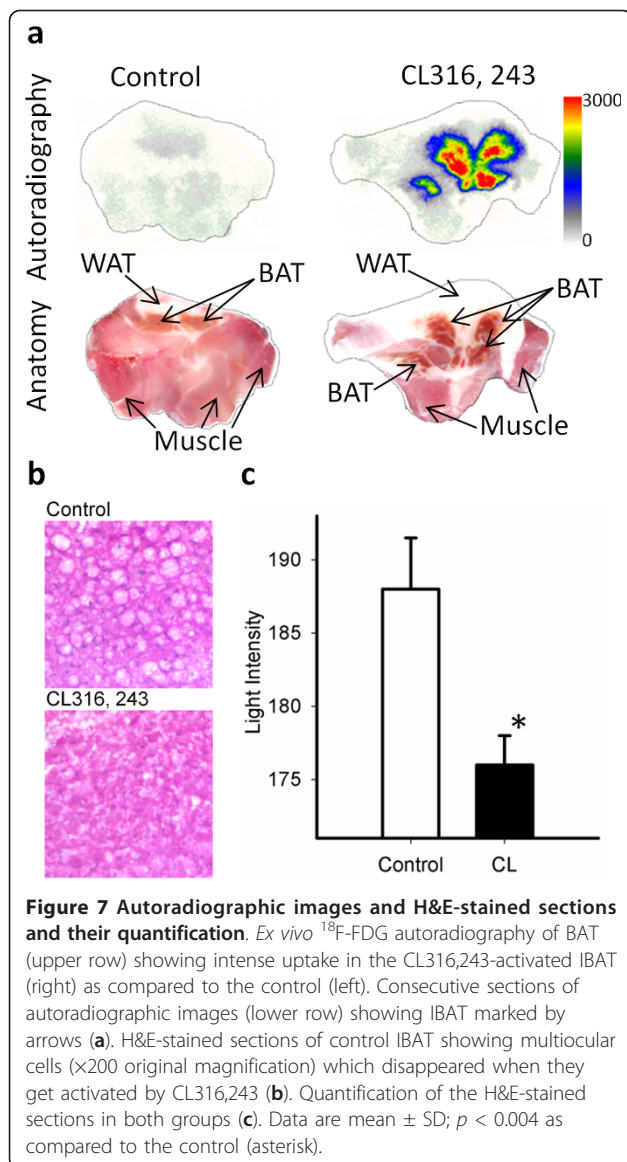 a
Control
CL316, 243
Autoradiography
3000
0
WAT
BAT
WAT
BAT
Anatomy
BAT
Muscle
Muscle
b
c
Control
CL316, 243
190
185
180
175
Light Intensity
*
Control
CL
Figure 7 Autoradiographic images and H&E-stained sections
and their quantification. Ex vivo ¹⁸F-FDG autoradiography of BAT
(upper row) showing intense uptake in the CL316,243-activated IBAT
(right) as compared to the control (left). Consecutive sections of
autoradiographic images (lower row) showing IBAT marked by
arrows (a). H&E-stained sections of control IBAT showing multiocular
cells (×200 original magnification) which disappeared when they
get activated by CL316,243 (b). Quantification of the H&E-stained
sections in both groups (c). Data are mean ± SD; p < 0.004 as
compared to the control (asterisk).